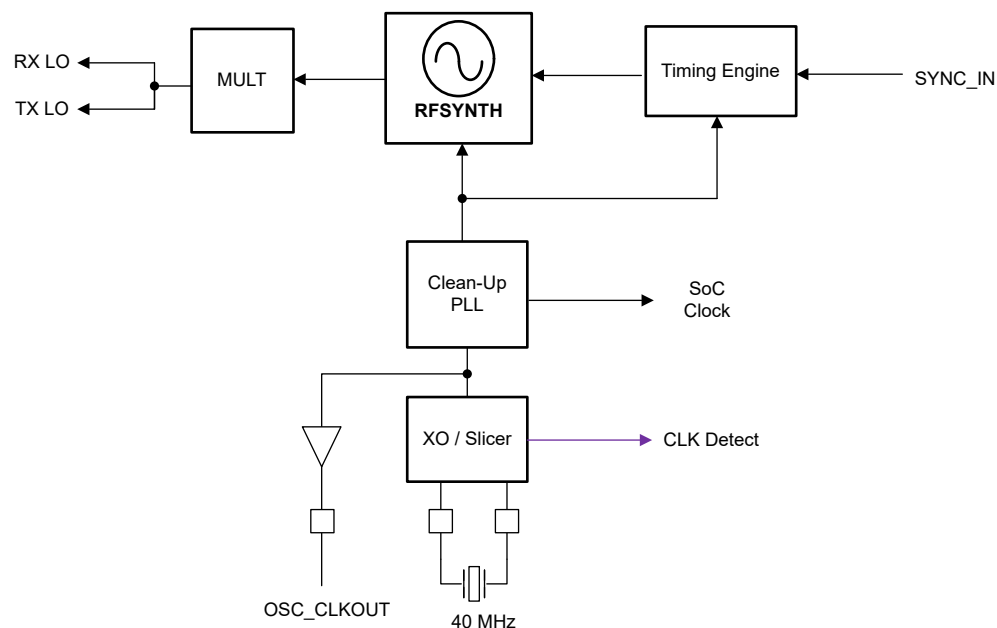 RX LO
TX LO
MULT
RFSYNTH
Timing Engine
SYNC_IN
Clean-Up
PLL
SoC
Clock
XO / Slicer
CLK Detect
OSC_CLKOUT
40 MHz